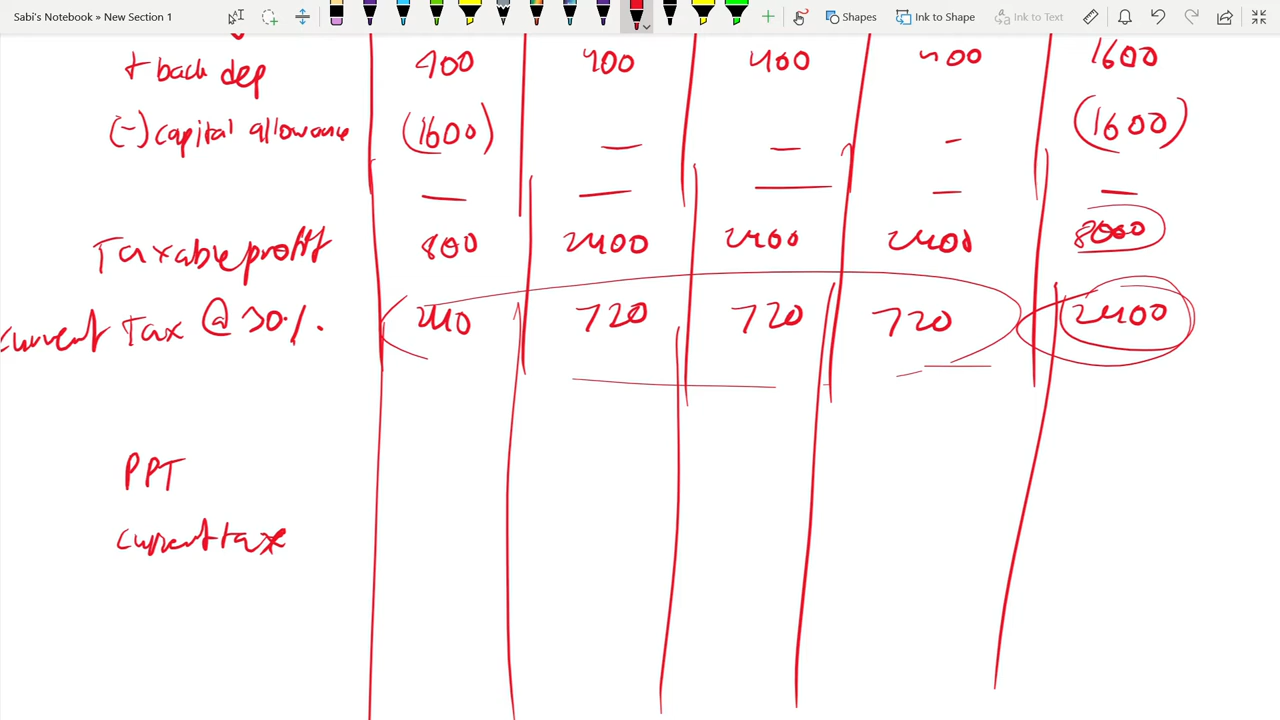 Sabi's Notebook » New Section 1
Shapes
Ink to Shape
Ink to Text
+ back dep 400 400 400 400 1600
(-) capital allowance (1600) — — - (1600)
Taxable profit 800 2400 2400 2400 8000
Current Tax @ 30%. 240 720 720 720 2400
PPT
current tax